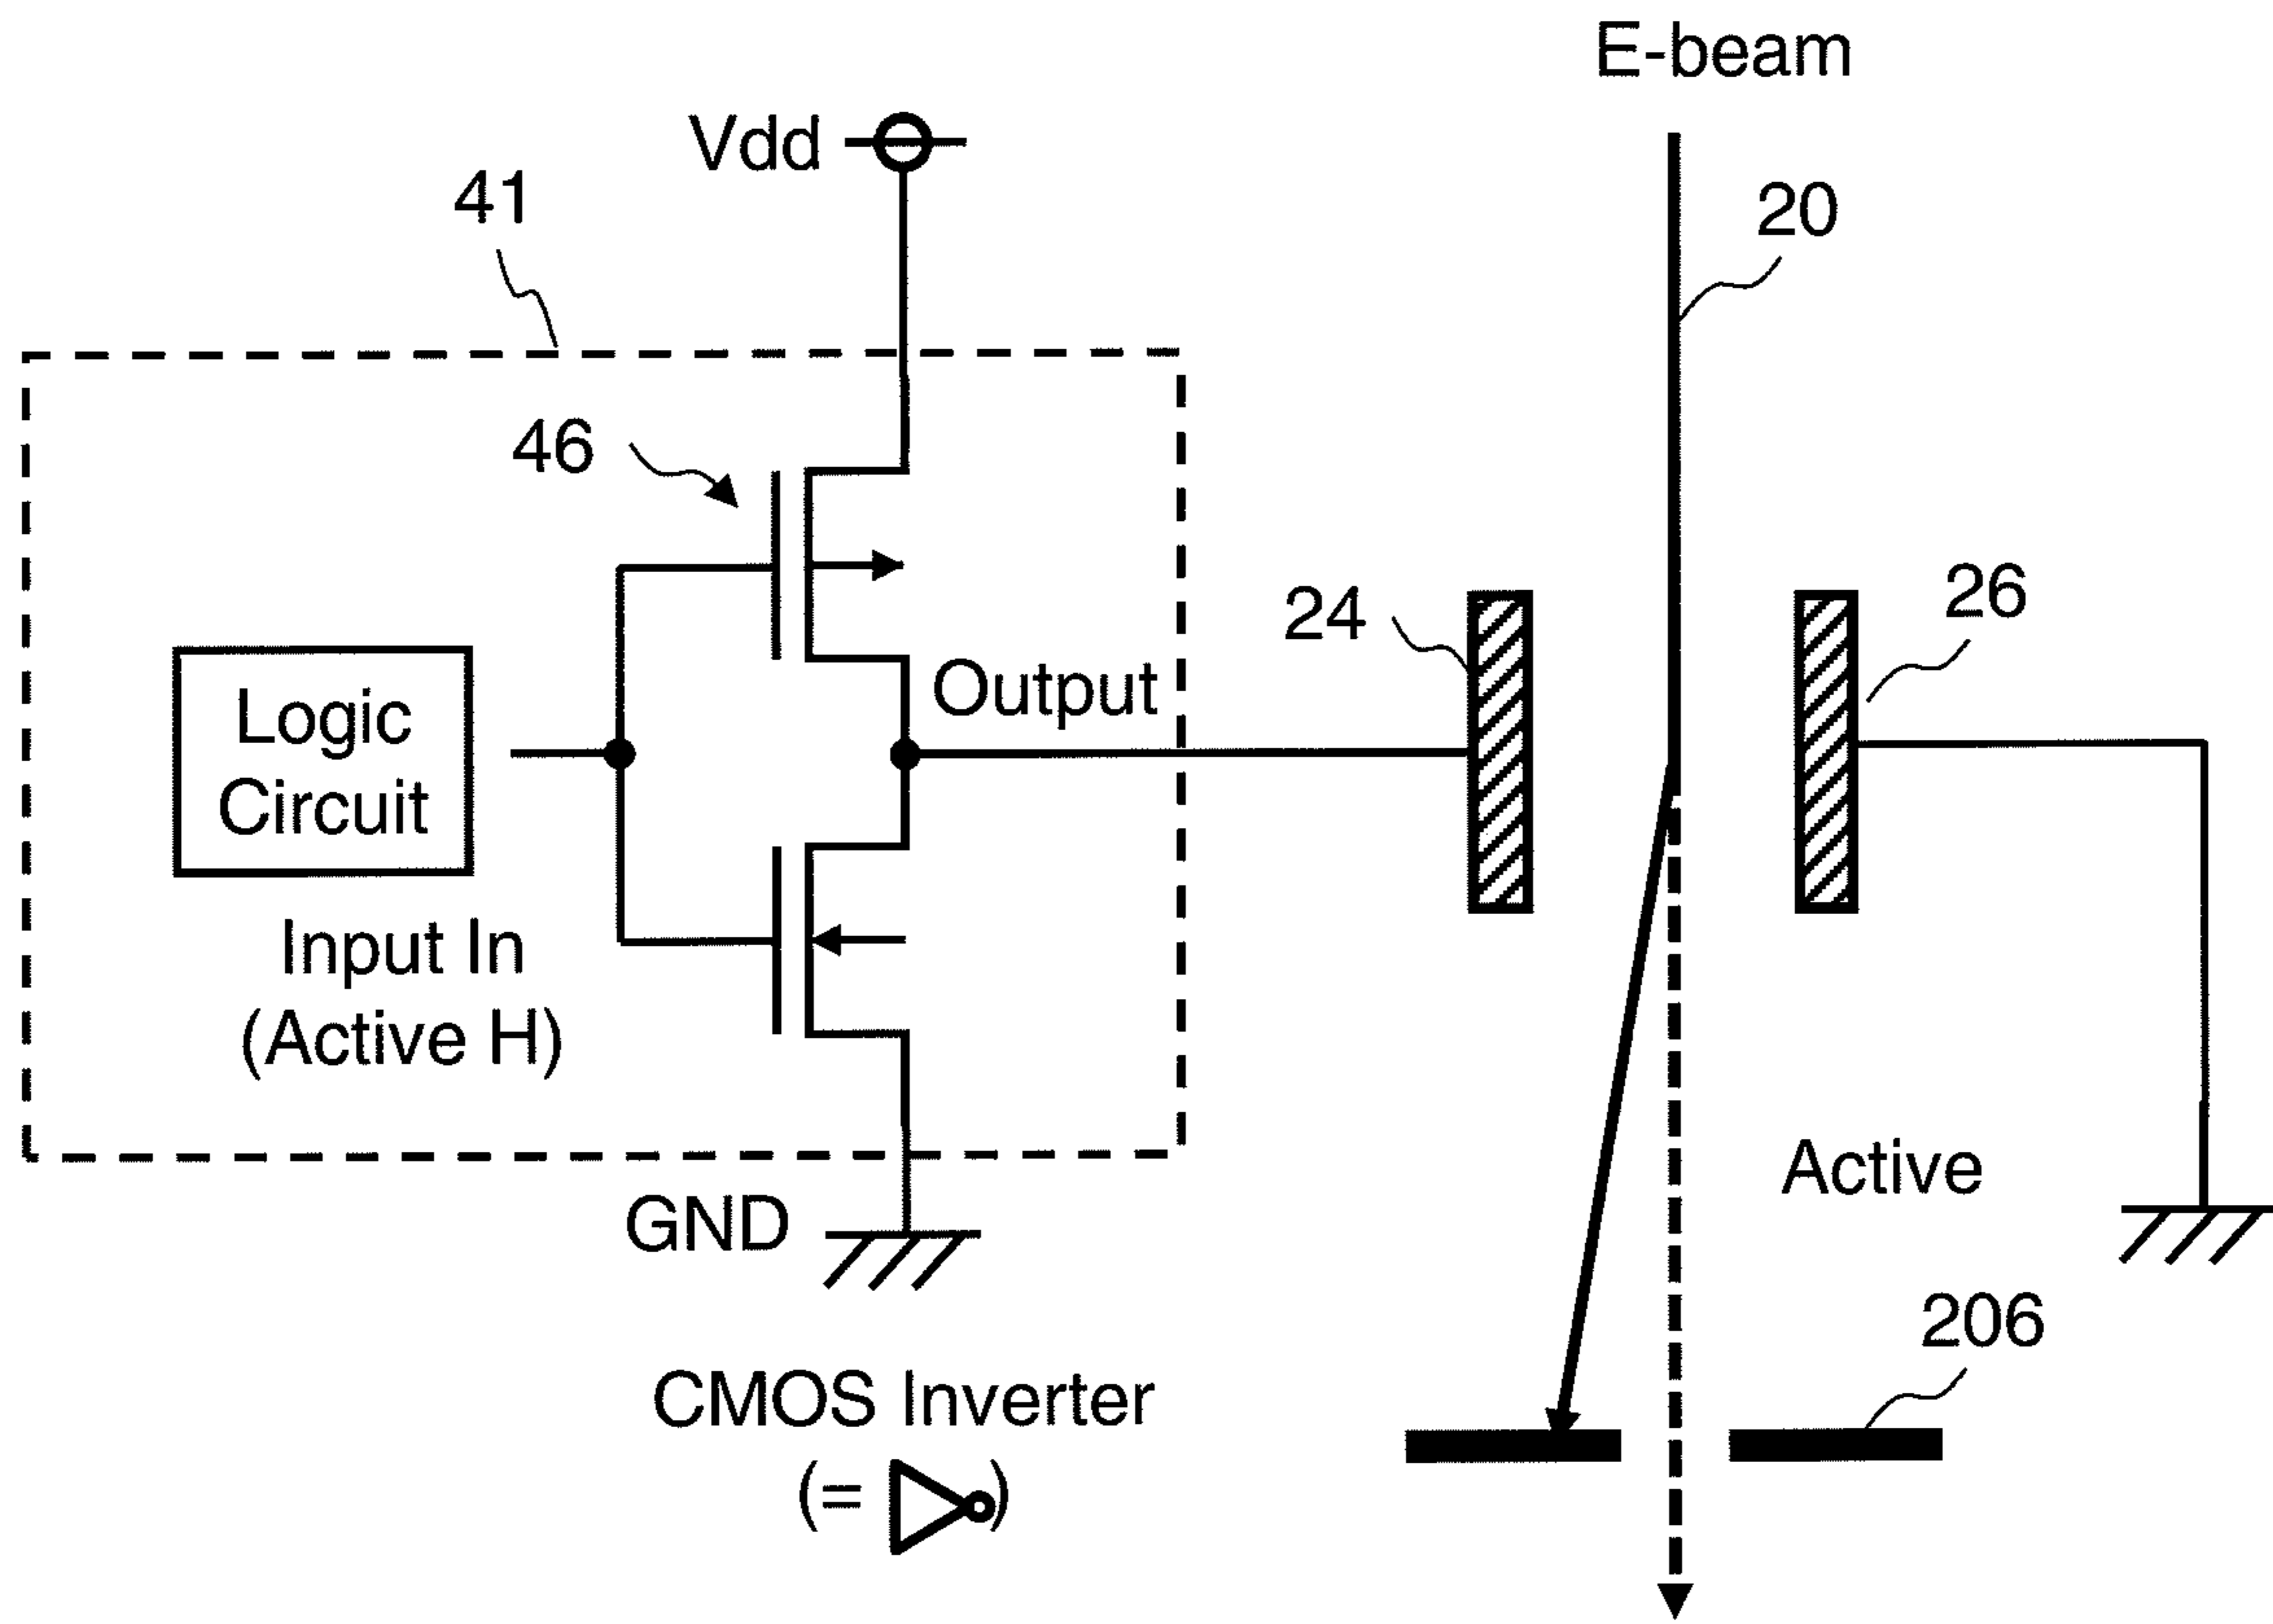 E-beam
Vdd
41
20
46
24
26
Output
Logic
Circuit
Input In
(Active H)
Active
GND
206
CMOS Inverter
(= )